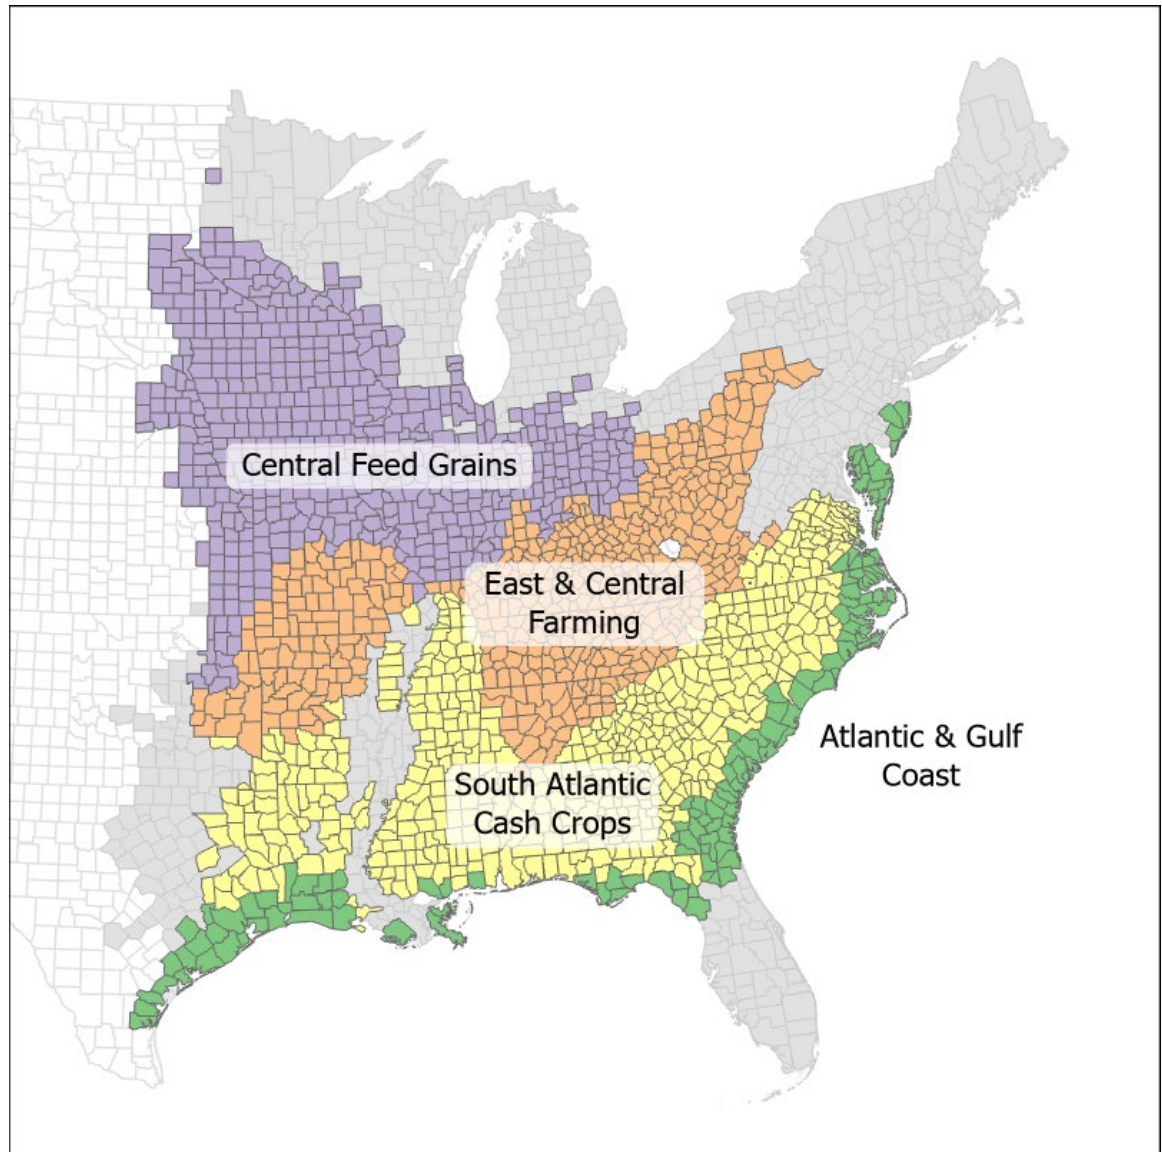 Central Feed Grains
East & Central
Farming
Atlantic & Gulf
Coast
South Atlantic
Cash Crops